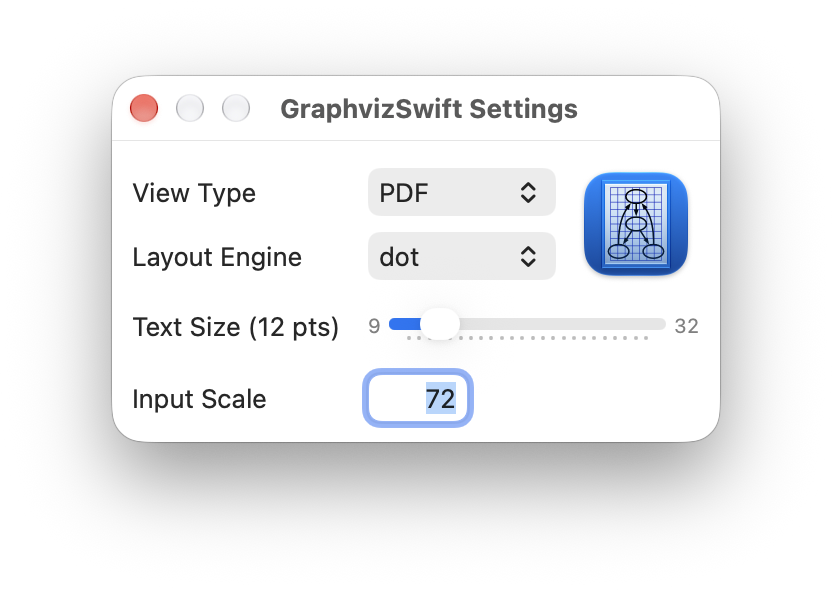 GraphvizSwift Settings
View Type PDF
Layout Engine dot
Text Size (12 pts) 9 32
Input Scale 72